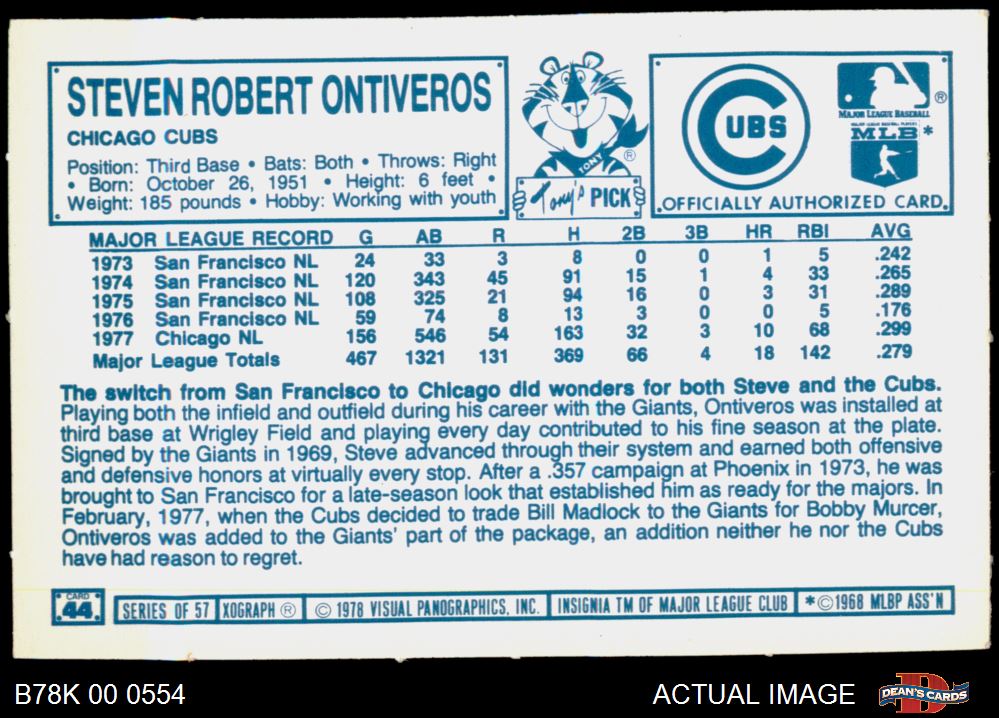 STEVEN ROBERT ONTIVEROS
CHICAGO CUBS
Position: Third Base • Bats: Both • Throws: Right
• Born: October 26, 1951 • Height: 6 feet •
Weight: 185 pounds • Hobby: Working with youth
TONY
®
Tony's PICK
CUBS
®
MAJOR LEAGUE BASEBALL
MAJOR LEAGUE BASEBALL PLAYERS
MLB *
OFFICIALLY AUTHORIZED CARD
MAJOR LEAGUE RECORD G AB R H 2B 3B HR RBI AVG
1973 San Francisco NL 24 33 3 8 0 0 1 5 .242
1974 San Francisco NL 120 343 45 91 15 1 4 33 .265
1975 San Francisco NL 108 325 21 94 16 0 3 31 .289
1976 San Francisco NL 59 74 8 13 3 0 0 5 .176
1977 Chicago NL 156 546 54 163 32 3 10 68 .299
Major League Totals 467 1321 131 369 66 4 18 142 .279
The switch from San Francisco to Chicago did wonders for both Steve and the Cubs.
Playing both the infield and outfield during his career with the Giants, Ontiveros was installed at
third base at Wrigley Field and playing every day contributed to his fine season at the plate.
Signed by the Giants in 1969, Steve advanced through their system and earned both offensive
and defensive honors at virtually every stop. After a .357 campaign at Phoenix in 1973, he was
brought to San Francisco for a late-season look that established him as ready for the majors. In
February, 1977, when the Cubs decided to trade Bill Madlock to the Giants for Bobby Murcer,
Ontiveros was added to the Giants' part of the package, an addition neither he nor the Cubs
have had reason to regret.
CARD
44
SERIES OF 57 XOGRAPH ® © 1978 VISUAL PANOGRAPHICS, INC. INSIGNIA TM OF MAJOR LEAGUE CLUB *©1968 MLBP ASS'N
B78K 00 0554
ACTUAL IMAGE
DEAN'S CARDS